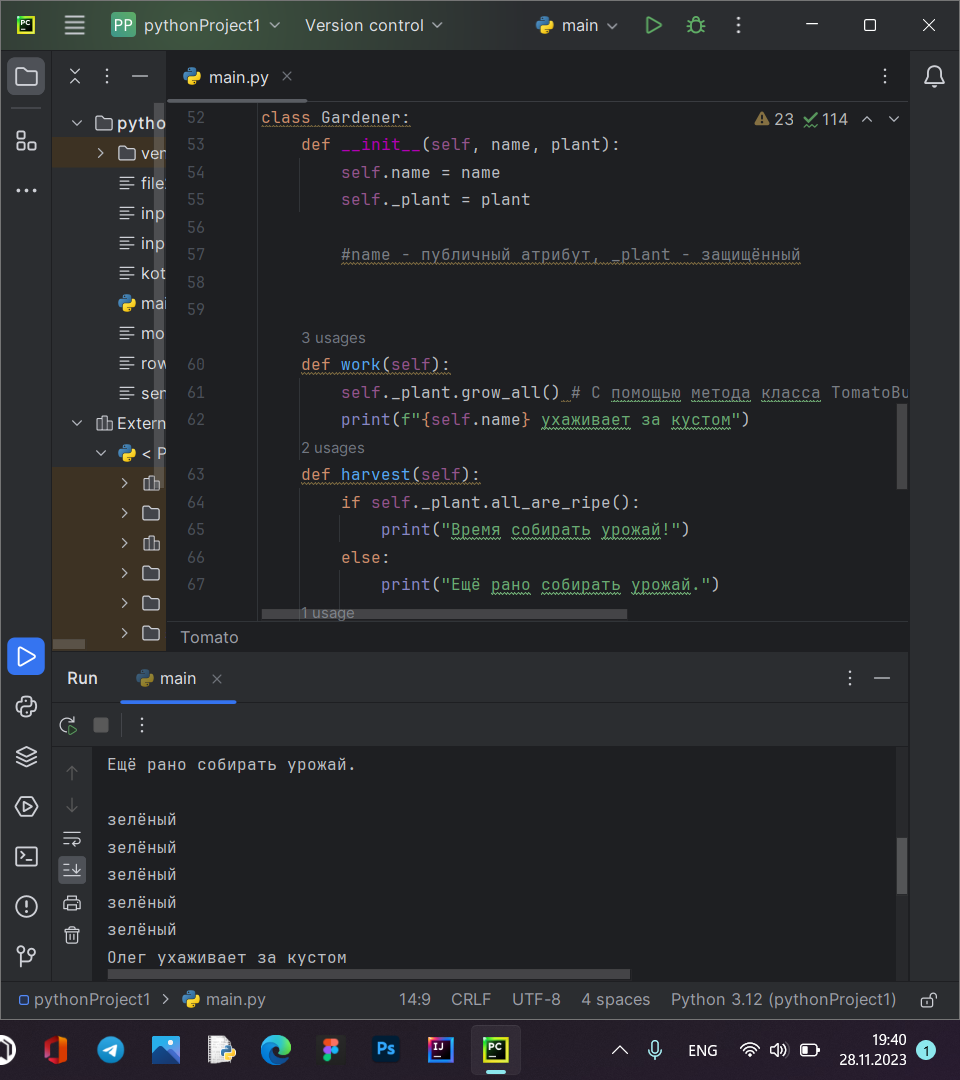 PC
PP pythonProject1 Version control main
main.py
52 class Gardener: 23 114
53 def __init__(self, name, plant):
54 self.name = name
55 self._plant = plant
56
57 #name - публичный атрибут, _plant - защищённый
58
59
3 usages
60 def work(self):
61 self._plant.grow_all() # С помощью метода класса TomatoBu
62 print(f"{self.name} ухаживает за кустом")
2 usages
63 def harvest(self):
64 if self._plant.all_are_ripe():
65 print("Время собирать урожай!")
66 else:
67 print("Ещё рано собирать урожай.")
1 usage
Tomato
pytho
ven
file
inp
inp
kot
mai
mo
row
sen
Extern
< P
Run main
Ещё рано собирать урожай.
зелёный
зелёный
зелёный
зелёный
зелёный
Олег ухаживает за кустом
pythonProject1 main.py 14:9 CRLF UTF-8 4 spaces Python 3.12 (pythonProject1)
Ps IJ PC ENG 19:40
28.11.2023 1